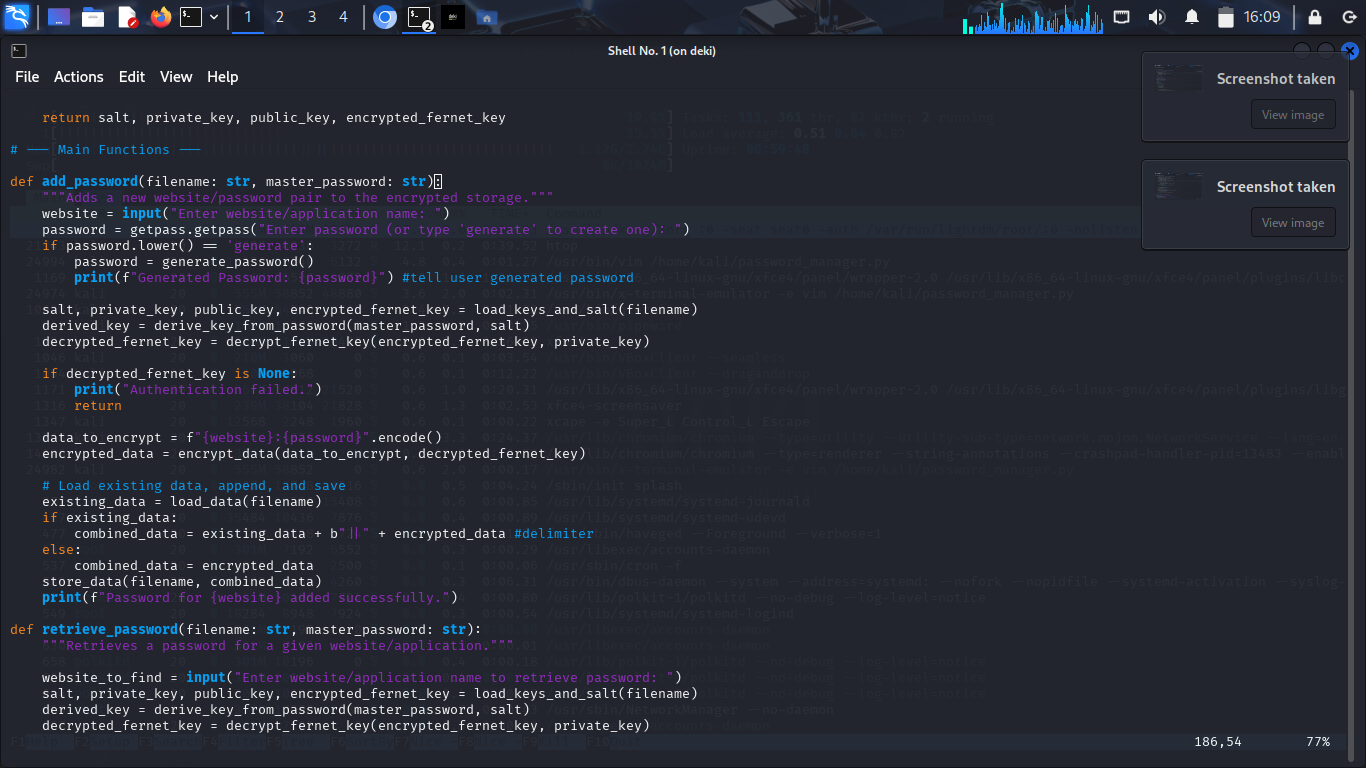 1 2 3 4 2 16:09
Shell No. 1 (on deki)
File Actions Edit View Help
Screenshot taken
View image
Screenshot taken
View image
return salt, private_key, public_key, encrypted_fernet_key
# --- Main Functions ---
def add_password(filename: str, master_password: str):
"""Adds a new website/password pair to the encrypted storage."""
website = input("Enter website/application name: ")
password = getpass.getpass("Enter password (or type 'generate' to create one): ")
if password.lower() == 'generate':
password = generate_password()
print(f"Generated Password: {password}") #tell user generated password
salt, private_key, public_key, encrypted_fernet_key = load_keys_and_salt(filename)
derived_key = derive_key_from_password(master_password, salt)
decrypted_fernet_key = decrypt_fernet_key(encrypted_fernet_key, private_key)
if decrypted_fernet_key is None:
print("Authentication failed.")
return
data_to_encrypt = f"{website}:{password}".encode()
encrypted_data = encrypt_data(data_to_encrypt, decrypted_fernet_key)
# Load existing data, append, and save
existing_data = load_data(filename)
if existing_data:
combined_data = existing_data + b"||" + encrypted_data #delimiter
else:
combined_data = encrypted_data
store_data(filename, combined_data)
print(f"Password for {website} added successfully.")
def retrieve_password(filename: str, master_password: str):
"""Retrieves a password for a given website/application."""
website_to_find = input("Enter website/application name to retrieve password: ")
salt, private_key, public_key, encrypted_fernet_key = load_keys_and_salt(filename)
derived_key = derive_key_from_password(master_password, salt)
decrypted_fernet_key = decrypt_fernet_key(encrypted_fernet_key, private_key)
186,54 77%